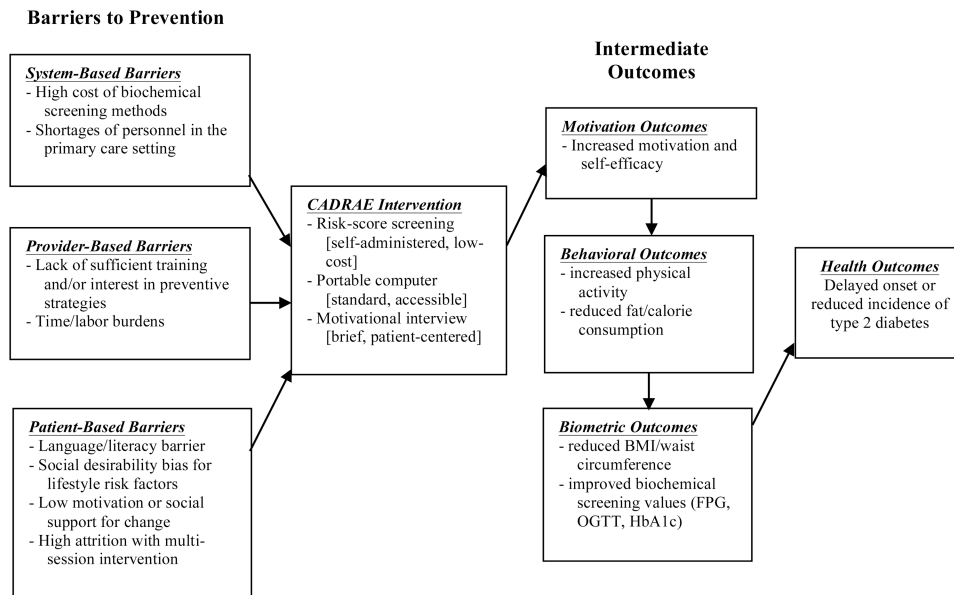 Barriers to Prevention
System-Based Barriers
- High cost of biochemical
screening methods
- Shortages of personnel in the
primary care setting
Provider-Based Barriers
- Lack of sufficient training
and/or interest in preventive
strategies
- Time/labor burdens
Patient-Based Barriers
- Language/literacy barrier
- Social desirability bias for
lifestyle risk factors
- Low motivation or social
support for change
- High attrition with multi-
session intervention
CADRAE Intervention
- Risk-score screening
[self-administered, low-
cost]
- Portable computer
[standard, accessible]
- Motivational interview
[brief, patient-centered]
Intermediate
Outcomes
Motivation Outcomes
- Increased motivation and
self-efficacy
Behavioral Outcomes
- increased physical
activity
- reduced fat/calorie
consumption
Biometric Outcomes
- reduced BMI/waist
circumference
- improved biochemical
screening values (FPG,
OGTT, HbA1c)
Health Outcomes
Delayed onset or
reduced incidence of
type 2 diabetes